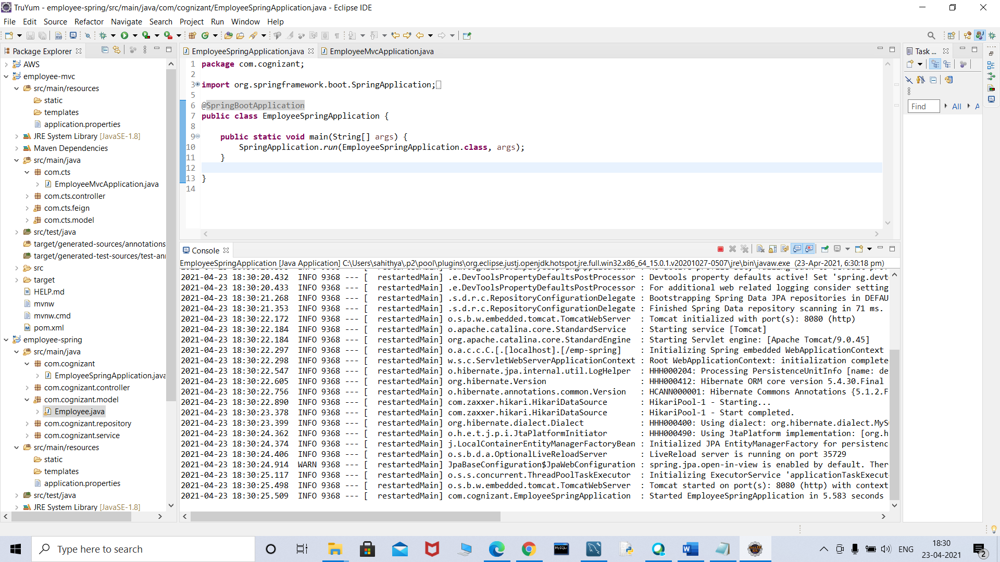 TruYum - employee-spring/src/main/java/com/cognizant/EmployeeSpringApplication.java - Eclipse IDE
File Edit Source Refactor Navigate Search Project Run Window Help
Package Explorer
AWS
employee-mvc
src/main/resources
static
templates
application.properties
JRE System Library [JavaSE-1.8]
Maven Dependencies
src/main/java
com.cts
EmployeeMvcApplication.java
com.cts.controller
com.cts.feign
com.cts.model
src/test/java
target/generated-sources/annotations
target/generated-test-sources/test-an
src
target
HELP.md
mvnw
mvnw.cmd
pom.xml
employee-spring
src/main/java
com.cognizant
EmployeeSpringApplication.java
com.cognizant.controller
com.cognizant.model
Employee.java
com.cognizant.repository
com.cognizant.service
src/main/resources
static
templates
application.properties
src/test/java
JRE System Library [JavaSE-1.8]
EmployeeSpringApplication.java EmployeeMvcApplication.java
1 package com.cognizant;
2
3 import org.springframework.boot.SpringApplication;
5
6 @SpringBootApplication
7 public class EmployeeSpringApplication {
8
9 public static void main(String[] args) {
10 SpringApplication.run(EmployeeSpringApplication.class, args);
11 }
12
13 }
14
Console
EmployeeSpringApplication [Java Application] C:\Users\sahithya\.p2\pool\plugins\org.eclipse.justj.openjdk.hotspot.jre.full.win32.x86_64_15.0.1.v20201027-0507\jre\bin\javaw.exe (23-Apr-2021, 6:30:18 pm)
2021-04-23 18:30:20.432 INFO 9368 --- [ restartedMain] .e.DevToolsPropertyDefaultsPostProcessor : Devtools property defaults active! Set 'spring.devt
2021-04-23 18:30:20.433 INFO 9368 --- [ restartedMain] .e.DevToolsPropertyDefaultsPostProcessor : For additional web related logging consider setting
2021-04-23 18:30:21.268 INFO 9368 --- [ restartedMain] .s.d.r.c.RepositoryConfigurationDelegate : Bootstrapping Spring Data JPA repositories in DEFAU
2021-04-23 18:30:21.353 INFO 9368 --- [ restartedMain] .s.d.r.c.RepositoryConfigurationDelegate : Finished Spring Data repository scanning in 71 ms.
2021-04-23 18:30:22.172 INFO 9368 --- [ restartedMain] o.s.b.w.embedded.tomcat.TomcatWebServer : Tomcat initialized with port(s): 8080 (http)
2021-04-23 18:30:22.184 INFO 9368 --- [ restartedMain] o.apache.catalina.core.StandardService : Starting service [Tomcat]
2021-04-23 18:30:22.184 INFO 9368 --- [ restartedMain] org.apache.catalina.core.StandardEngine : Starting Servlet engine: [Apache Tomcat/9.0.45]
2021-04-23 18:30:22.297 INFO 9368 --- [ restartedMain] o.a.c.c.C.[.[localhost].[/emp-spring] : Initializing Spring embedded WebApplicationContext
2021-04-23 18:30:22.298 INFO 9368 --- [ restartedMain] w.s.c.ServletWebServerApplicationContext : Root WebApplicationContext: initialization complete
2021-04-23 18:30:22.547 INFO 9368 --- [ restartedMain] o.hibernate.jpa.internal.util.LogHelper : HHH000204: Processing PersistenceUnitInfo [name: de
2021-04-23 18:30:22.605 INFO 9368 --- [ restartedMain] org.hibernate.Version : HHH000412: Hibernate ORM core version 5.4.30.Final
2021-04-23 18:30:22.756 INFO 9368 --- [ restartedMain] o.hibernate.annotations.common.Version : HCANN000001: Hibernate Commons Annotations {5.1.2.F
2021-04-23 18:30:22.890 INFO 9368 --- [ restartedMain] com.zaxxer.hikari.HikariDataSource : HikariPool-1 - Starting...
2021-04-23 18:30:23.378 INFO 9368 --- [ restartedMain] com.zaxxer.hikari.HikariDataSource : HikariPool-1 - Start completed.
2021-04-23 18:30:23.399 INFO 9368 --- [ restartedMain] org.hibernate.dialect.Dialect : HHH000400: Using dialect: org.hibernate.dialect.MyS
2021-04-23 18:30:24.362 INFO 9368 --- [ restartedMain] o.h.e.t.j.p.i.JtaPlatformInitiator : HHH000490: Using JtaPlatform implementation: [org.h
2021-04-23 18:30:24.374 INFO 9368 --- [ restartedMain] j.LocalContainerEntityManagerFactoryBean : Initialized JPA EntityManagerFactory for persistenc
2021-04-23 18:30:24.406 INFO 9368 --- [ restartedMain] o.s.b.d.a.OptionalLiveReloadServer : LiveReload server is running on port 35729
2021-04-23 18:30:24.914 WARN 9368 --- [ restartedMain] JpaBaseConfiguration$JpaWebConfiguration : spring.jpa.open-in-view is enabled by default. Ther
2021-04-23 18:30:25.117 INFO 9368 --- [ restartedMain] o.s.s.concurrent.ThreadPoolTaskExecutor : Initializing ExecutorService 'applicationTaskExecut
2021-04-23 18:30:25.498 INFO 9368 --- [ restartedMain] o.s.b.w.embedded.tomcat.TomcatWebServer : Tomcat started on port(s): 8080 (http) with context
2021-04-23 18:30:25.509 INFO 9368 --- [ restartedMain] com.cognizant.EmployeeSpringApplication : Started EmployeeSpringApplication in 5.583 seconds
Task ...
Find All A
Type here to search
ENG
18:30
23-04-2021
2